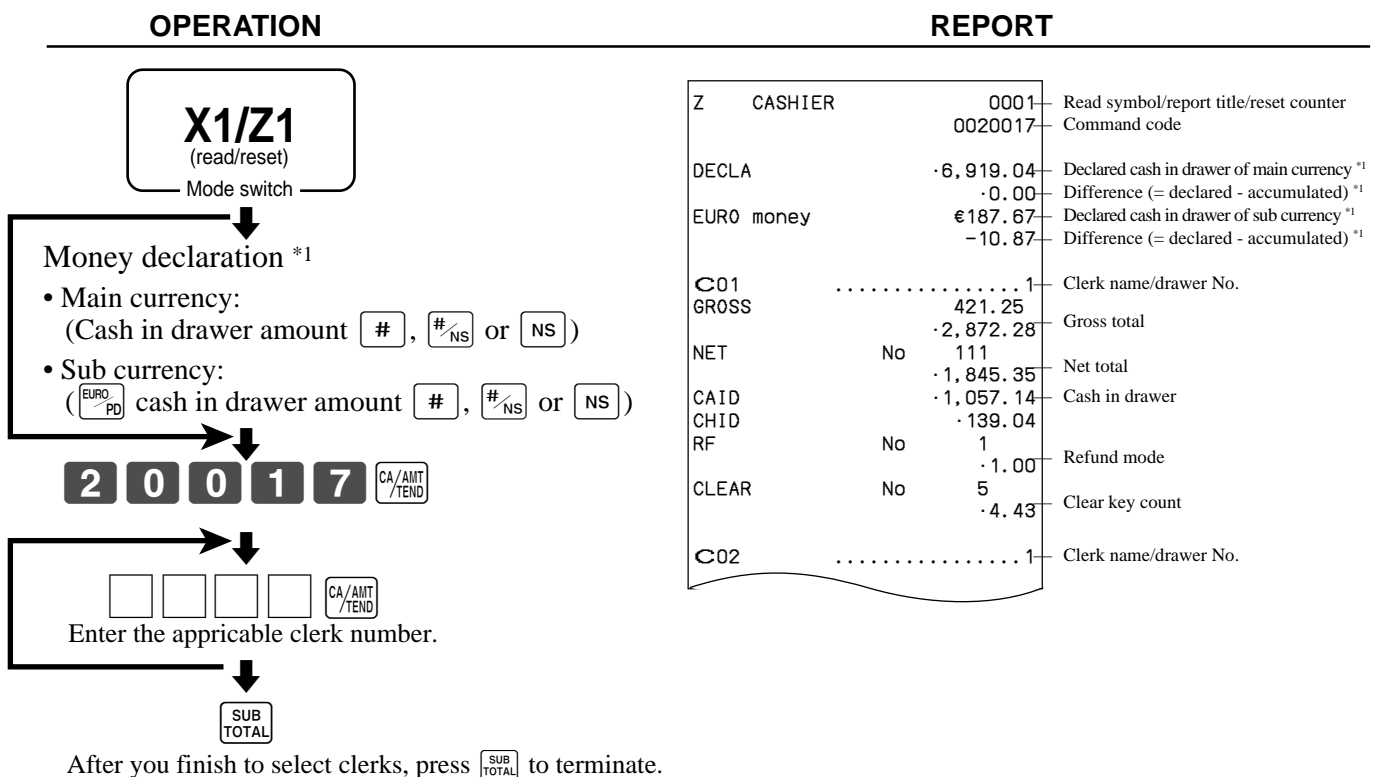 OPERATION
X1/Z1
(read/reset)
Mode switch
Money declaration *1
• Main currency:
(Cash in drawer amount #, #/NS or NS)
• Sub currency:
(EURO/PD cash in drawer amount #, #/NS or NS)
2 0 0 1 7 CA/AMT/TEND
CA/AMT/TEND
Enter the appricable clerk number.
SUB TOTAL
After you finish to select clerks, press SUB TOTAL to terminate.
REPORT
Z CASHIER 0001 Read symbol/report title/reset counter
0020017 Command code
DECLA ·6,919.04 Declared cash in drawer of main currency *1
·0.00 Difference (= declared - accumulated) *1
EURO money €187.67 Declared cash in drawer of sub currency *1
-10.87 Difference (= declared - accumulated) *1
C01 ................1 Clerk name/drawer No.
GROSS 421.25
·2,872.28 Gross total
NET No 111
·1,845.35 Net total
CAID ·1,057.14 Cash in drawer
CHID ·139.04
RF No 1
·1.00 Refund mode
CLEAR No 5
·4.43 Clear key count
C02 ................1 Clerk name/drawer No.